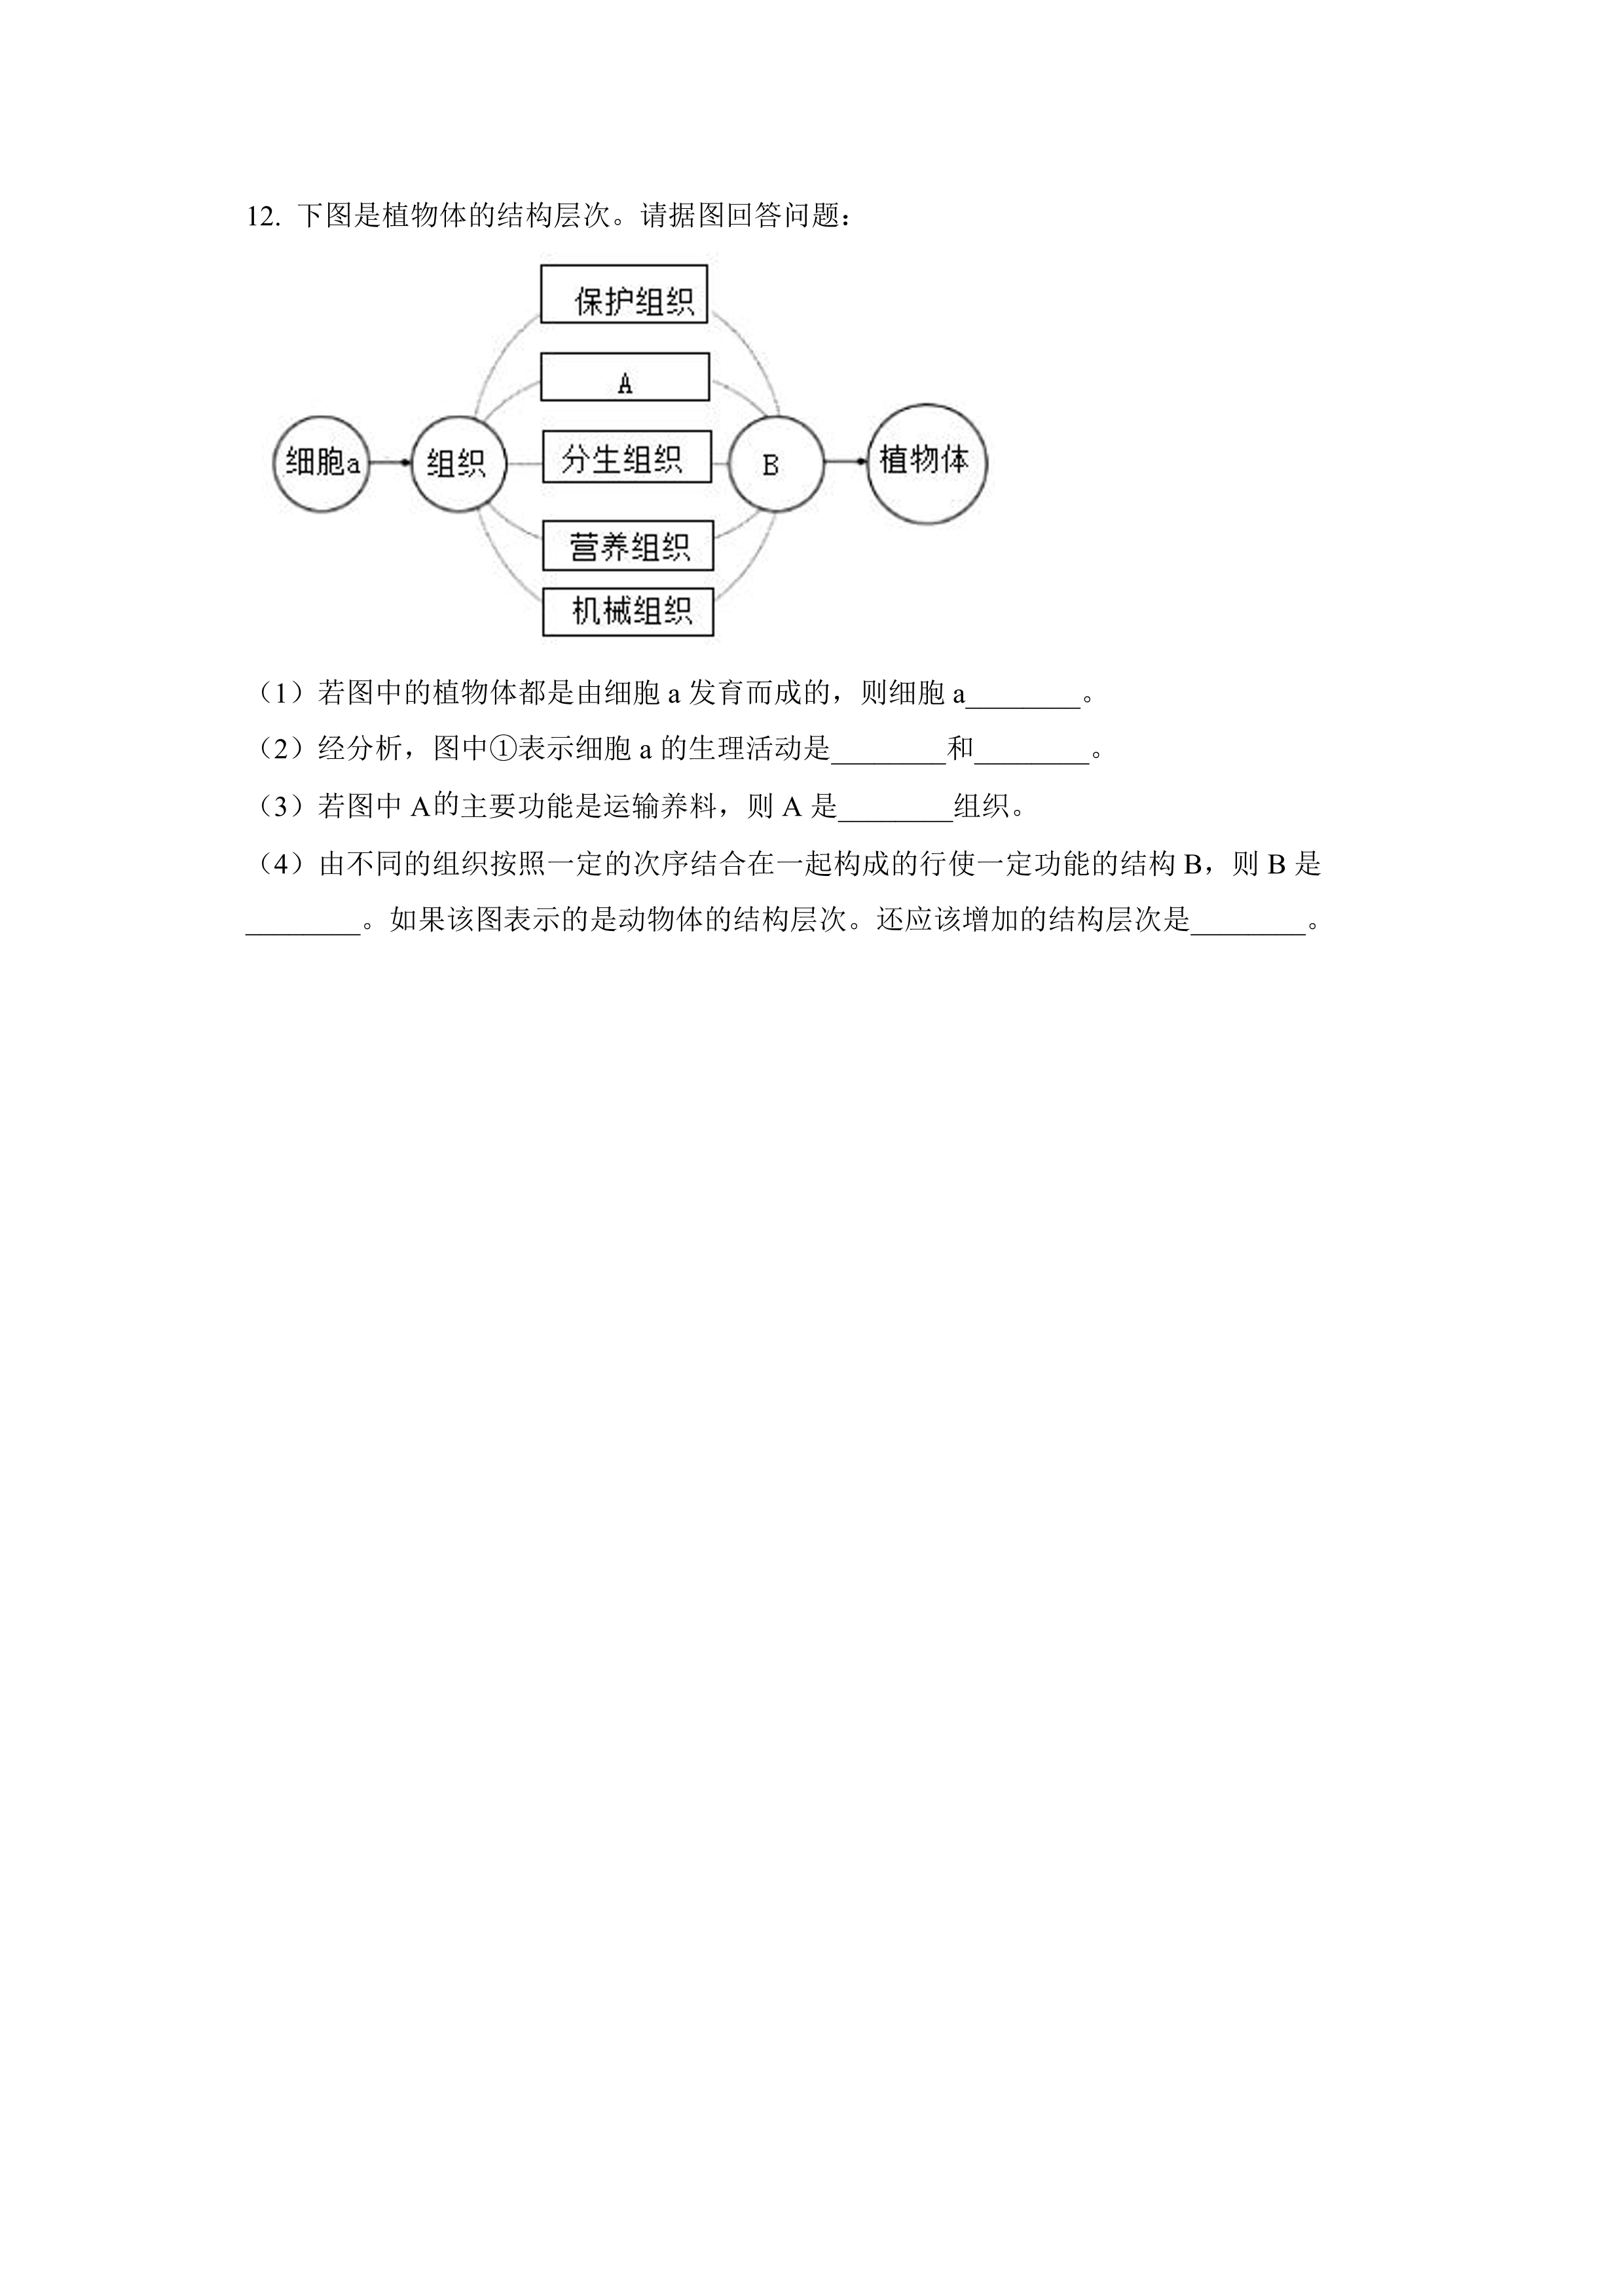 12. 下图是植物体的结构层次。请据图回答问题：
保护组织
A
细胞a
组织
分生组织
B
植物体
营养组织
机械组织
（1）若图中的植物体都是由细胞 a 发育而成的，则细胞 a________。
（2）经分析，图中①表示细胞 a 的生理活动是________和________。
（3）若图中 A的主要功能是运输养料，则 A 是________组织。
（4）由不同的组织按照一定的次序结合在一起构成的行使一定功能的结构 B，则 B 是
________。如果该图表示的是动物体的结构层次。还应该增加的结构层次是________。